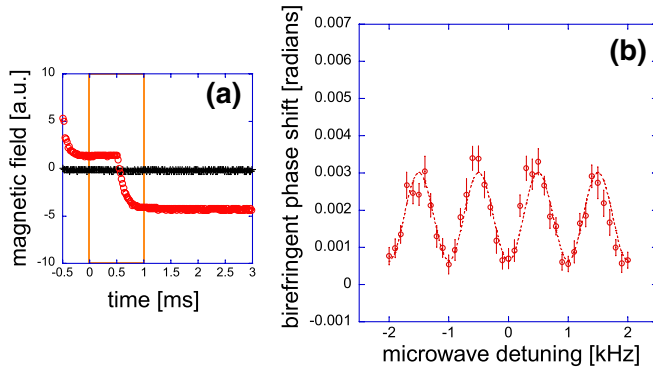 (a)
magnetic field [a.u.]
10
5
0
-5
-10
-0.5 0 0.5 1 1.5 2 2.5 3
time [ms]
(b)
birefringent phase shift [radians]
0.007
0.006
0.005
0.004
0.003
0.002
0.001
0
-0.001
-2 -1 0 1 2
microwave detuning [kHz]